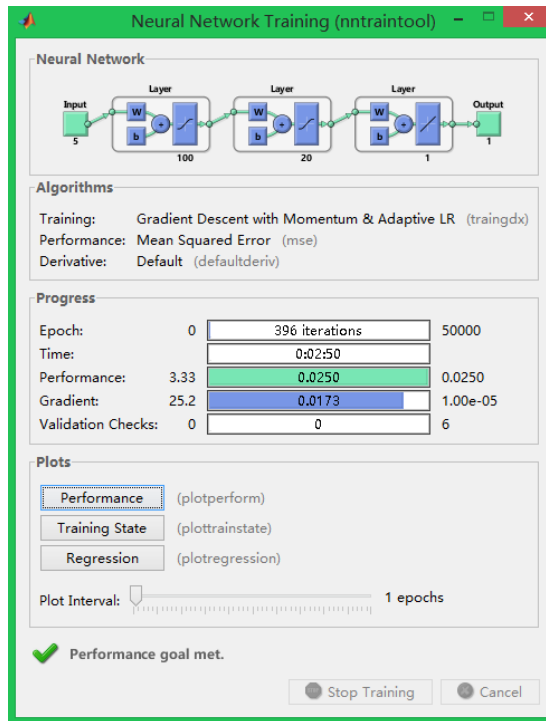 Neural Network Training (nntraintool)
Neural Network
Layer Layer Layer
Input Output
W W W
b b b
+ + +
5 100 20 1 1
Algorithms
Training: Gradient Descent with Momentum & Adaptive LR (traingdx)
Performance: Mean Squared Error (mse)
Derivative: Default (defaultderiv)
Progress
Epoch: 0 396 iterations 50000
Time: 0:02:50
Performance: 3.33 0.0250 0.0250
Gradient: 25.2 0.0173 1.00e-05
Validation Checks: 0 0 6
Plots
Performance (plotperform)
Training State (plottrainstate)
Regression (plotregression)
Plot Interval: 1 epochs
Performance goal met.
Stop Training Cancel